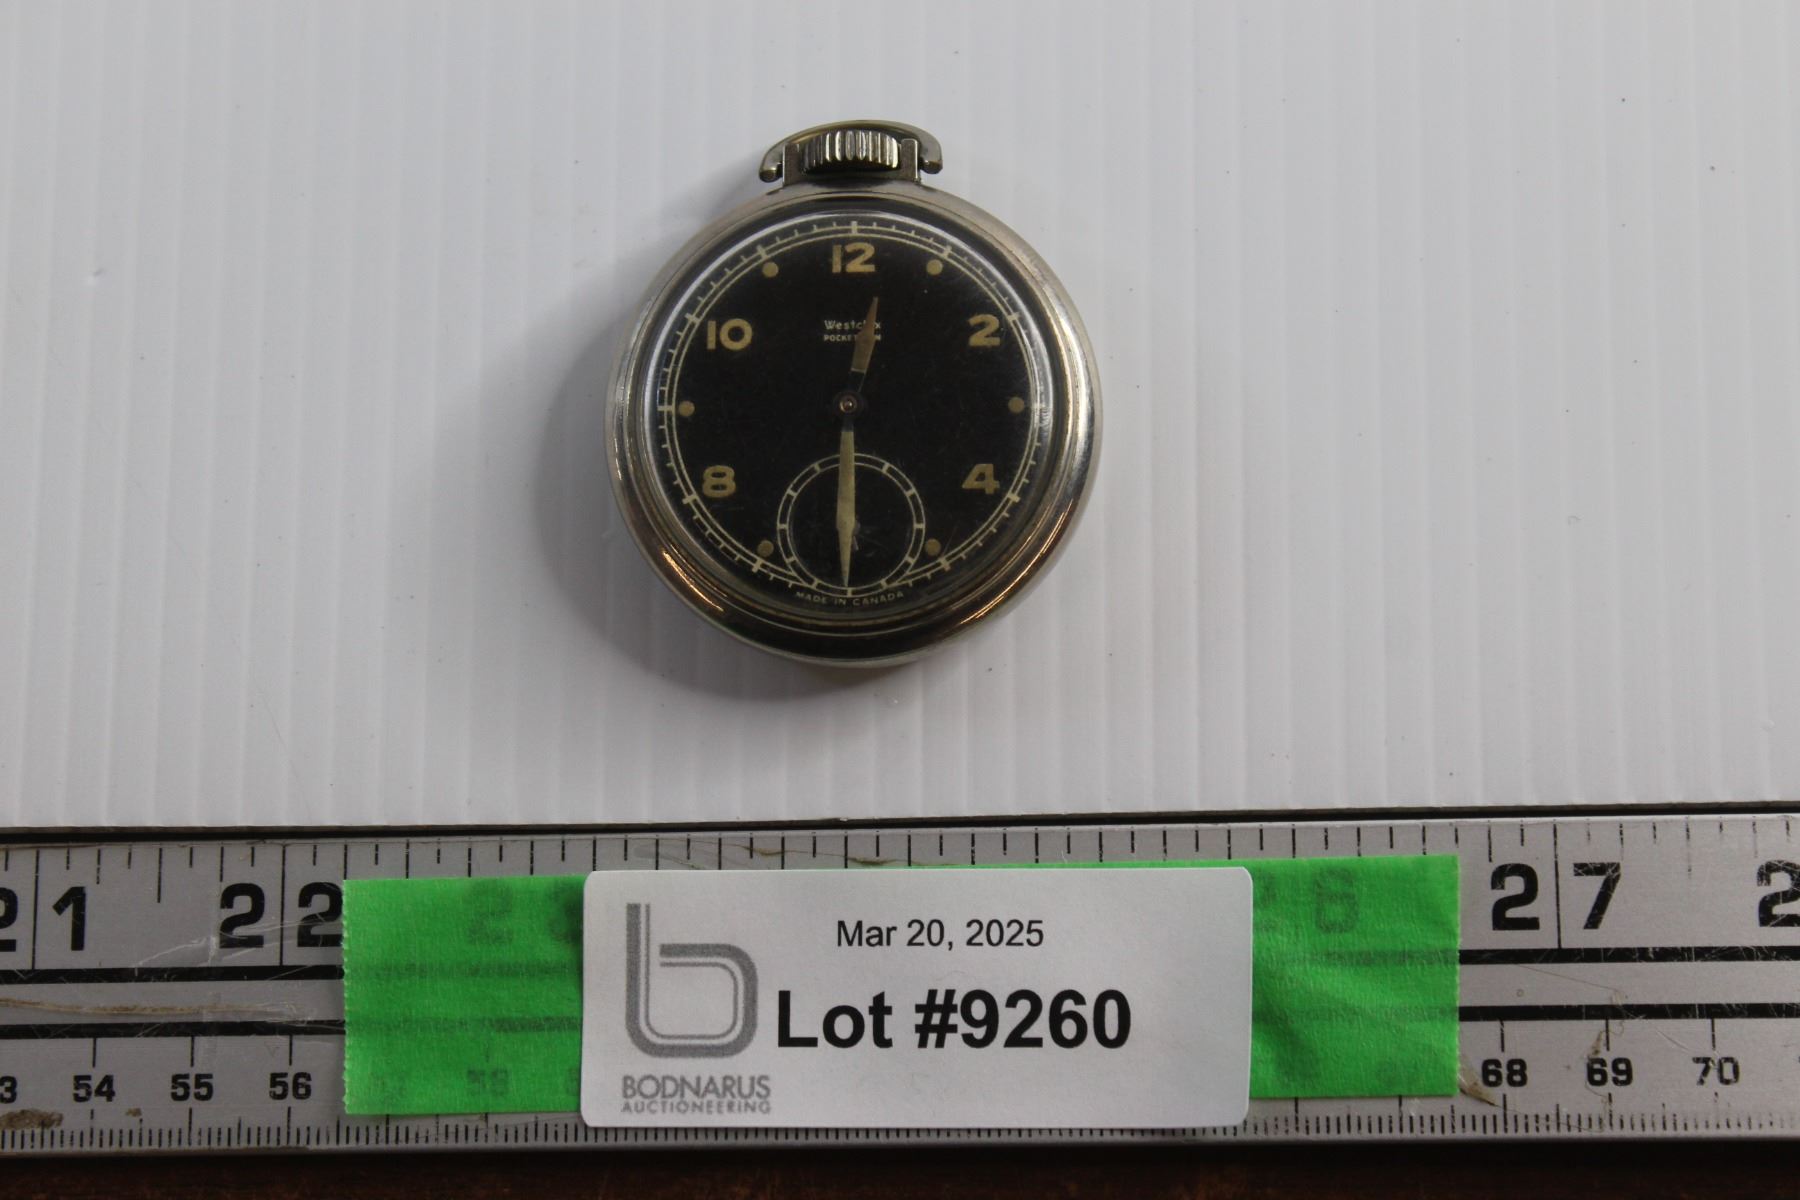 12
10 2
Westclox
POCKET BEN
8 4
MADE IN CANADA
21 22 26 27
Mar 20, 2025
Lot #9260
b
BODNARUS
AUCTIONEERING
54 55 56 68 69 70